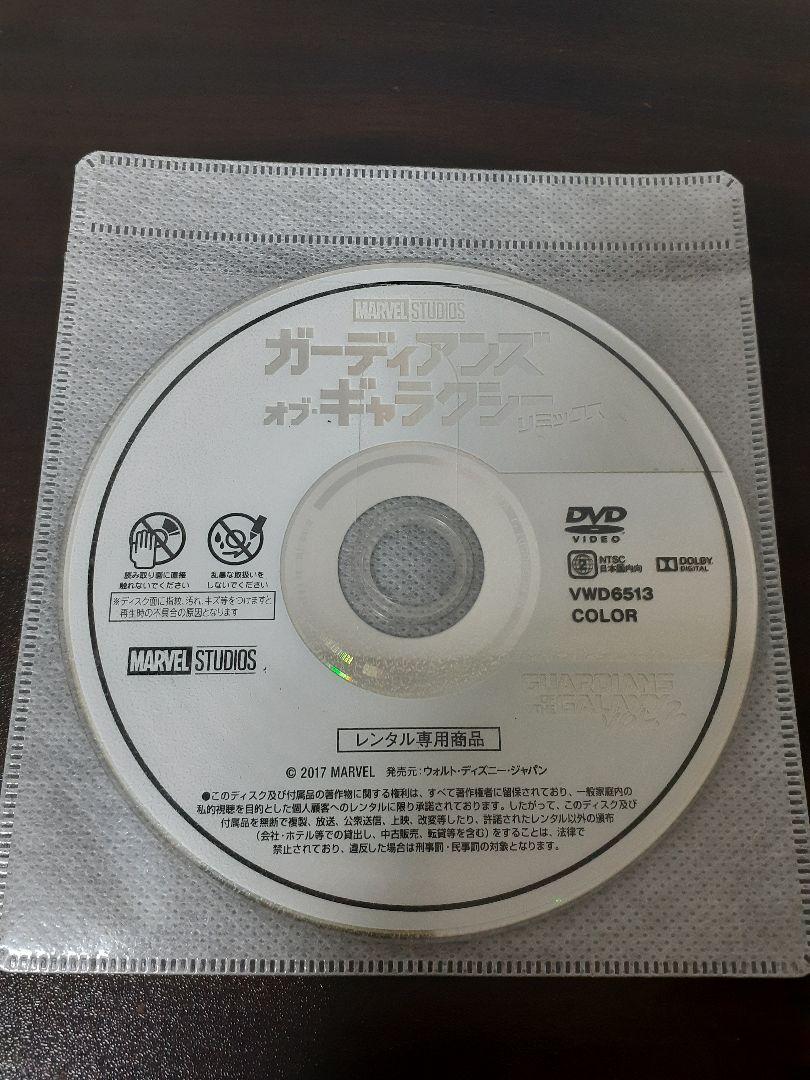 MARVEL STUDIOS
ガーディアンズ
オブ・ギャラクシー
リミックス
DVD
VIDEO
読み取り面に直接
触れないでください
乱暴な取扱いを
しないでください
2 NTSC
日本国内向
DOLBY
DIGITAL
※ディスク面に指紋、汚れ、キズ等をつけますと
再生時の不具合の原因となります
VWD6513
COLOR
MARVEL STUDIOS
GUARDIANS
OF THE GALAXY
VOL.2
レンタル専用商品
© 2017 MARVEL 発売元:ウォルト・ディズニー・ジャパン
●このディスク及び付属品の著作物に関する権利は、すべて著作権者に留保されており、一般家庭内の
私的視聴を目的とした個人顧客へのレンタルに限り承諾されております。したがって、このディスク及び
付属品を無断で複製、放送、公衆送信、上映、改変等したり、許諾されたレンタル以外の頒布
(会社・ホテル等での貸出し、中古販売、転貸等を含む)をすることは、法律で
禁止されており、違反した場合は刑事罰・民事罰の対象となります。